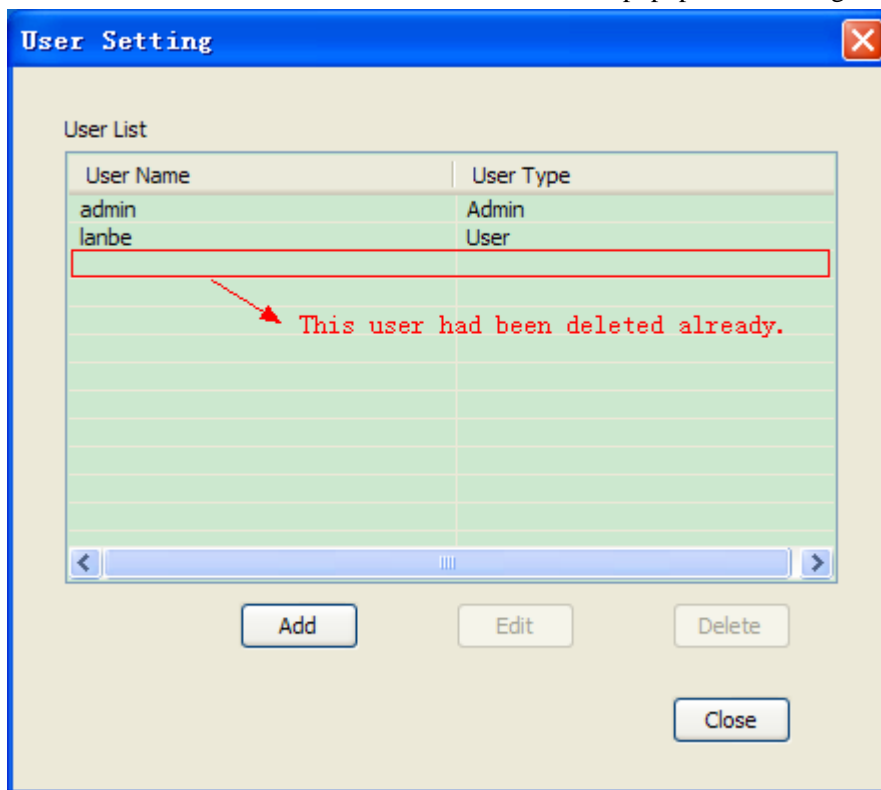 User Setting
User List
User Name User Type
admin Admin
lanbe User
This user had been deleted already.
Add Edit Delete
Close